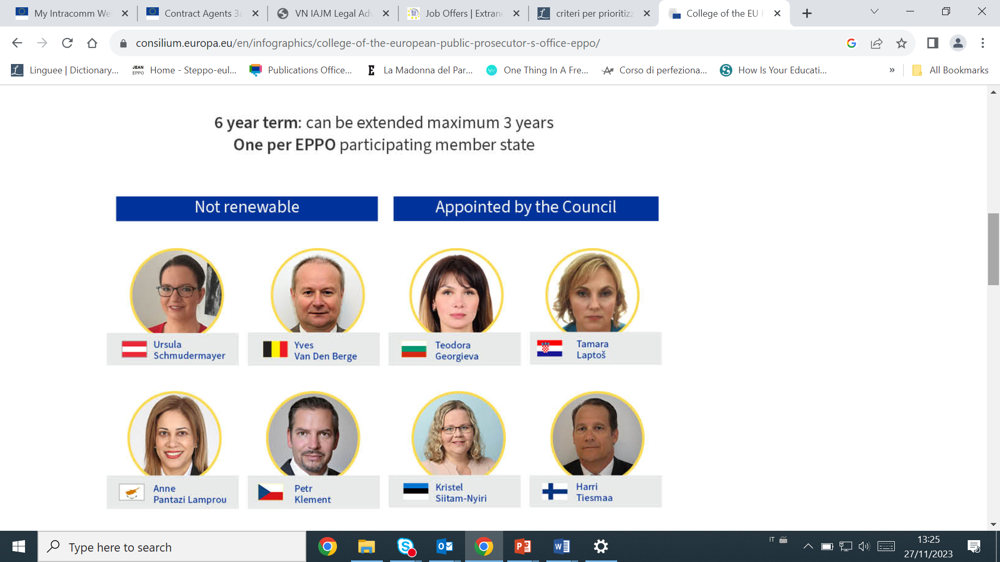 My Intracomm We
Contract Agents 3a
VN IAJM Legal Adv
Job Offers | Extrane
criteri per prioritizz
College of the EU P
consilium.europa.eu/en/infographics/college-of-the-european-public-prosecutor-s-office-eppo/
Linguee | Dictionary...
JEAN
EPPO
Home - Steppo-eul...
Publications Office...
E
La Madonna del Par...
One Thing In A Fre...
Corso di perfeziona...
How Is Your Educati...
»
All Bookmarks
6 year term: can be extended maximum 3 years
One per EPPO participating member state
Not renewable
Appointed by the Council
Ursula
Schmudermayer
Yves
Van Den Berge
Teodora
Georgieva
Tamara
Laptoš
Anne
Pantazi Lamprou
Petr
Klement
Kristel
Siitam-Nyiri
Harri
Tiesmaa
Type here to search
IT
13:25
27/11/2023